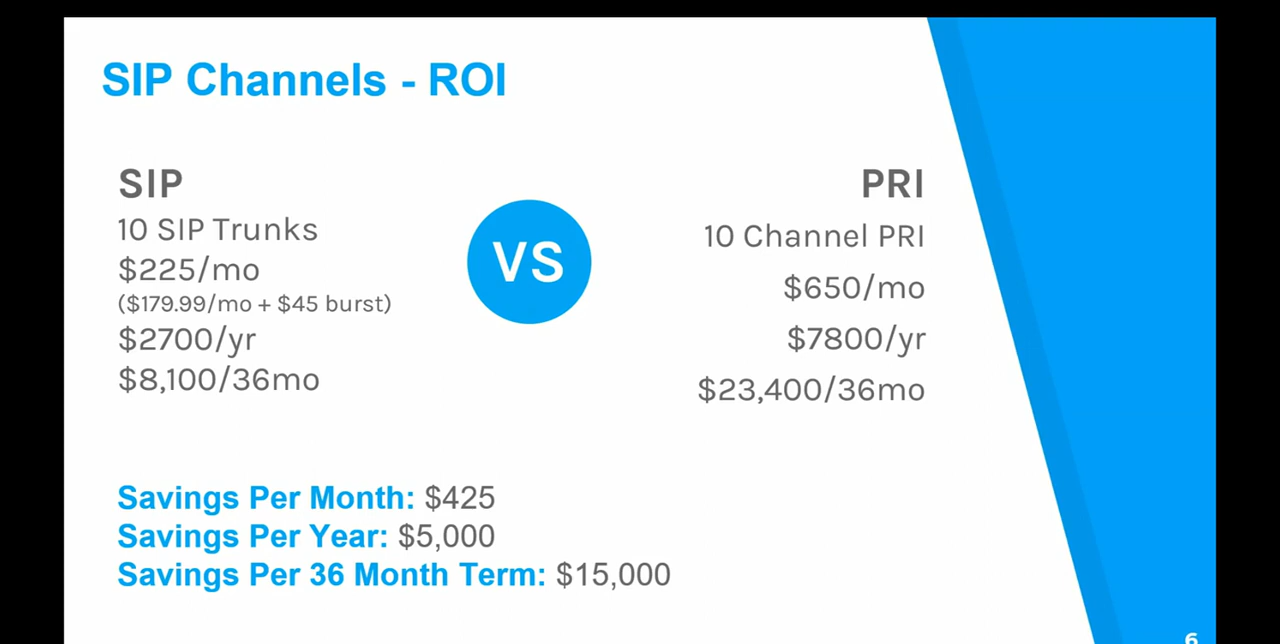 SIP Channels - ROI
SIP
10 SIP Trunks
$225/mo
($179.99/mo + $45 burst)
$2700/yr
$8,100/36mo
VS
PRI
10 Channel PRI
$650/mo
$7800/yr
$23,400/36mo
Savings Per Month: $425
Savings Per Year: $5,000
Savings Per 36 Month Term: $15,000
6